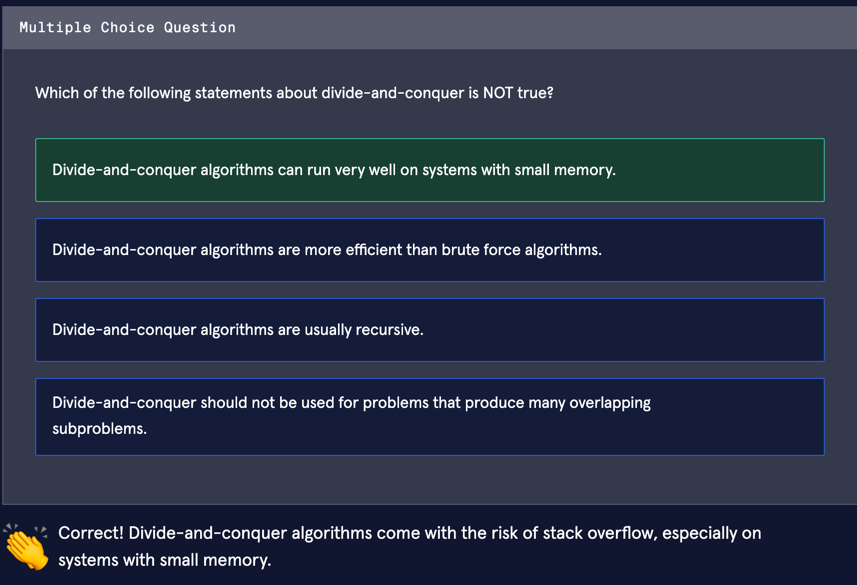 Multiple Choice Question
Which of the following statements about divide-and-conquer is NOT true?
Divide-and-conquer algorithms can run very well on systems with small memory.
Divide-and-conquer algorithms are more efficient than brute force algorithms.
Divide-and-conquer algorithms are usually recursive.
Divide-and-conquer should not be used for problems that produce many overlapping
subproblems.
Correct! Divide-and-conquer algorithms come with the risk of stack overflow, especially on
systems with small memory.